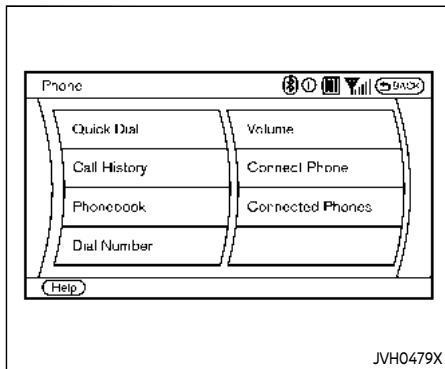 Phone
BACK
Quick Dial
Volume
Call History
Connect Phone
Phonebook
Connected Phones
Dial Number
Help
JVH0479X